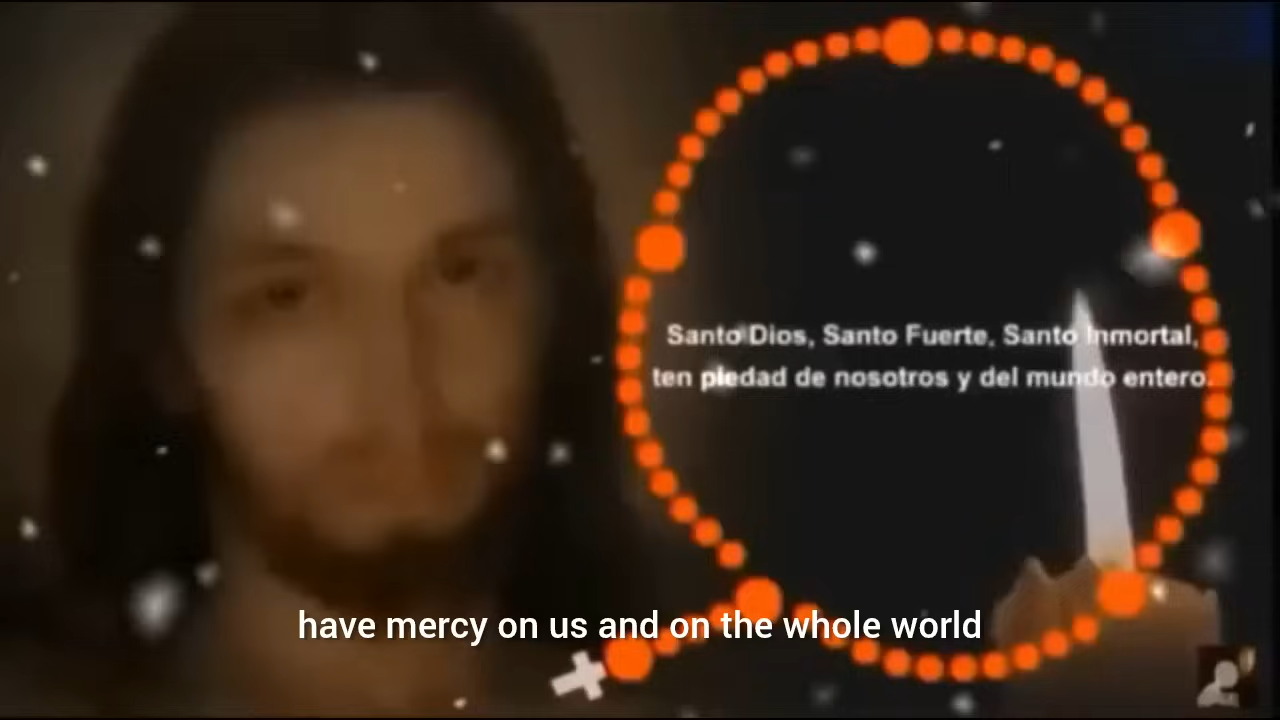 Santo Dios, Santo Fuerte, Santo Inmortal,
ten piedad de nosotros y del mundo entero.
have mercy on us and on the whole world